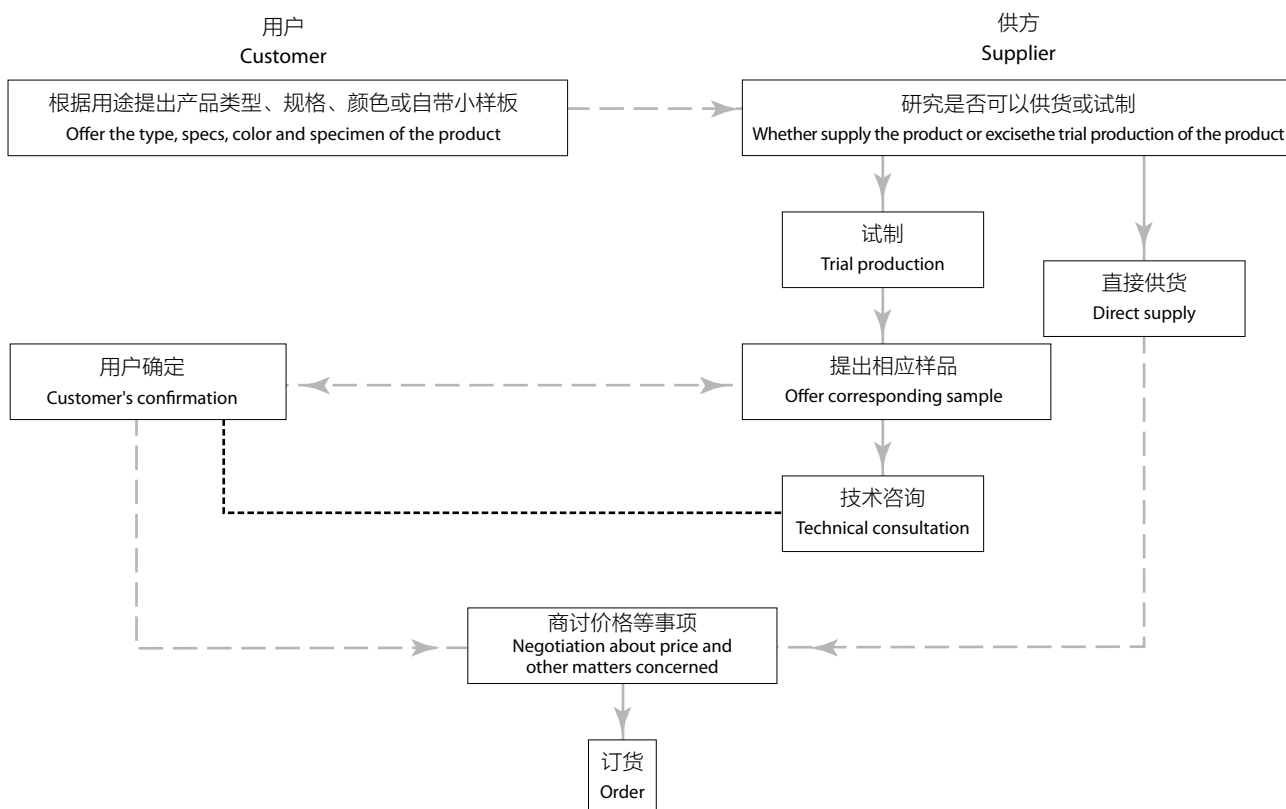 用户
Customer
供方
Supplier
根据用途提出产品类型、规格、颜色或自带小样板
Offer the type, specs, color and specimen of the product
研究是否可以供货或试制
Whether supply the product or excisethe trial production of the product
试制
Trial production
直接供货
Direct supply
用户确定
Customer's confirmation
提出相应样品
Offer corresponding sample
技术咨询
Technical consultation
商讨价格等事项
Negotiation about price and
other matters concerned
订货
Order